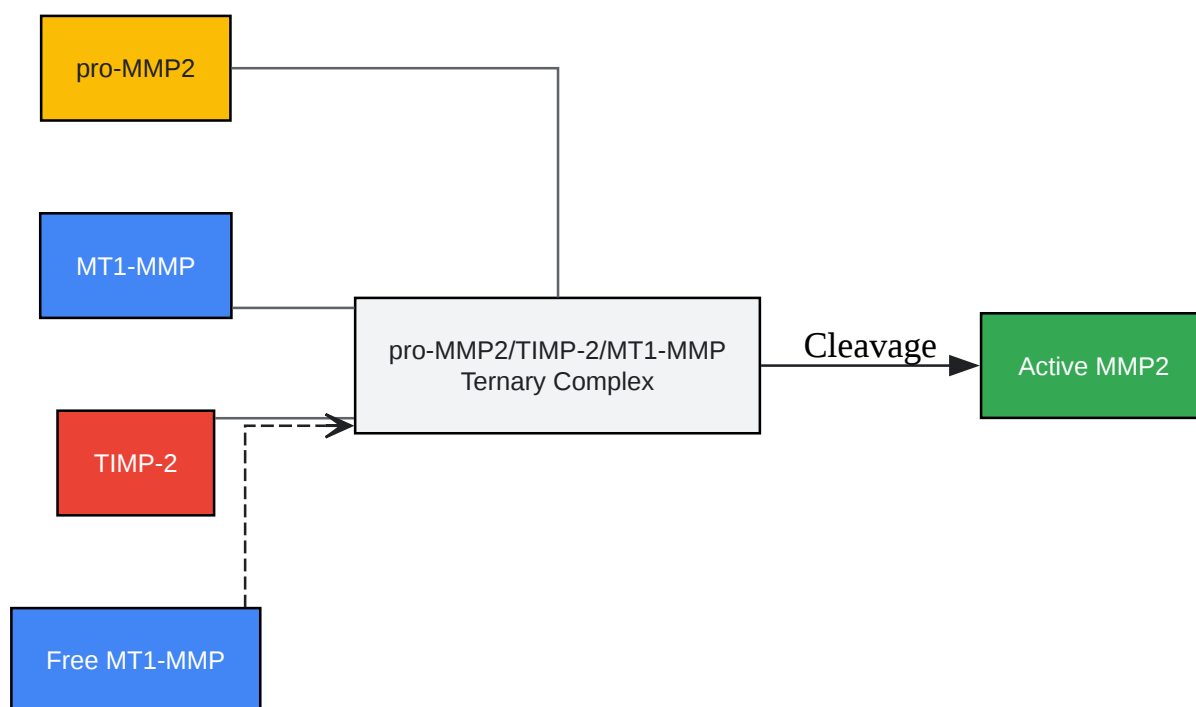 pro-MMP2
MT1-MMP
pro-MMP2/TIMP-2/MT1-MMP
Ternary Complex
Cleavage
Active MMP2
TIMP-2
Free MT1-MMP